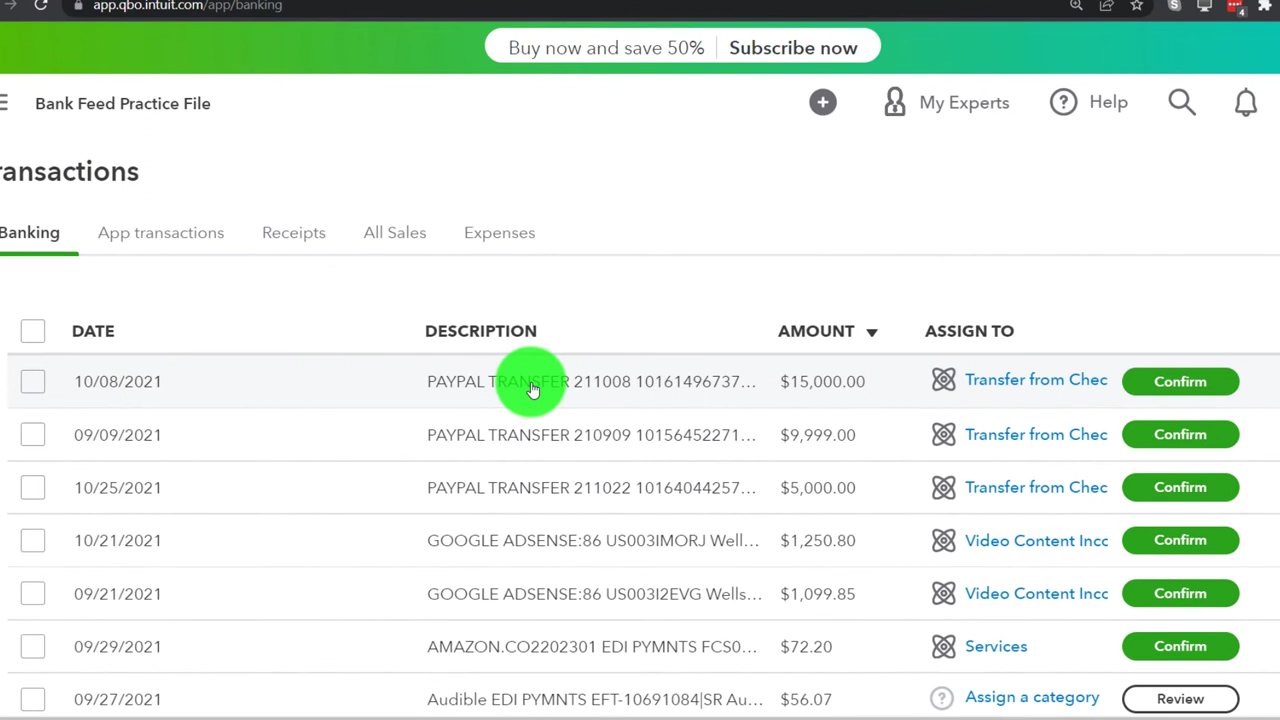 app.qbo.intuit.com/app/banking
4
Buy now and save 50% Subscribe now
Bank Feed Practice File My Experts Help
ransactions
Banking App transactions Receipts All Sales Expenses
DATE DESCRIPTION AMOUNT ASSIGN TO
10/08/2021 PAYPAL TRANSFER 211008 10161496737... $15,000.00 Transfer from Chec Confirm
09/09/2021 PAYPAL TRANSFER 210909 10156452271... $9,999.00 Transfer from Chec Confirm
10/25/2021 PAYPAL TRANSFER 211022 10164044257... $5,000.00 Transfer from Chec Confirm
10/21/2021 GOOGLE ADSENSE:86 US003IMORJ Well... $1,250.80 Video Content Incc Confirm
09/21/2021 GOOGLE ADSENSE:86 US003I2EVG Wells... $1,099.85 Video Content Incc Confirm
09/29/2021 AMAZON.CO2202301 EDI PYMNTS FCS0... $72.20 Services Confirm
09/27/2021 Audible EDI PYMNTS EFT-10691084|SR Au... $56.07 Assign a category Review